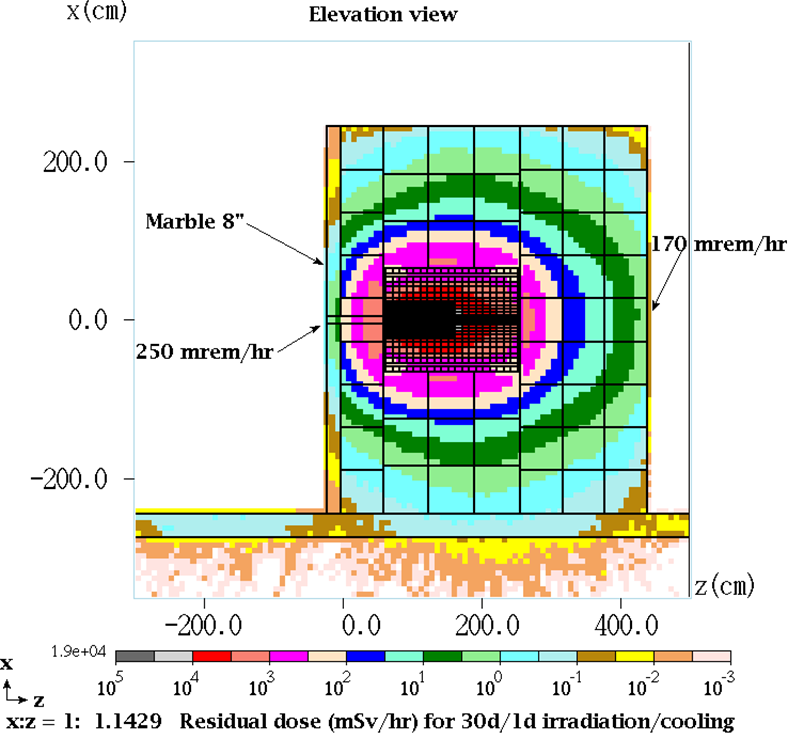 x(cm)
Elevation view
200.0
Marble 8"
170 mrem/hr
0.0
250 mrem/hr
-200.0
z(cm)
-200.0 0.0 200.0 400.0
1.9e+04
10^5 10^4 10^3 10^2 10^1 10^0 10^-1 10^-2 10^-3
x
z
x:z = 1: 1.1429 Residual dose (mSv/hr) for 30d/1d irradiation/cooling